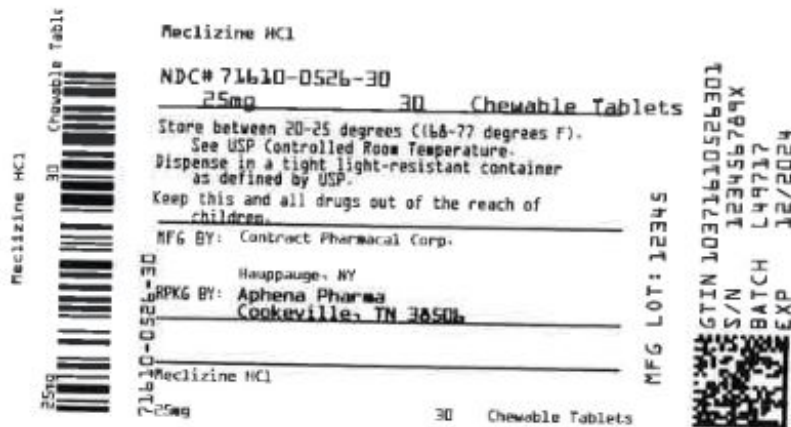 Meclizine HCl
NDC# 71610-0526-30
25mg 30 Chewable Tablets
Store between 20-25 degrees C(68-77 degrees F).
See USP Controlled Room Temperature.
Dispense in a tight light-resistant container
as defined by USP.
Keep this and all drugs out of the reach of
children.
MFG BY: Contract Pharmacal Corp.
Hauppauge, NY
RPKG BY: Aphena Pharma
Cookeville, TN 38506
Meclizine HCl
25mg 30 Chewable Tablets
Meclizine HCl
25mg 30 Chewable Table
71610-0526-30
MFG LOT: 12345
GTIN 10371610526301
S/N 123456789X
BATCH L49717
EXP 12/2024